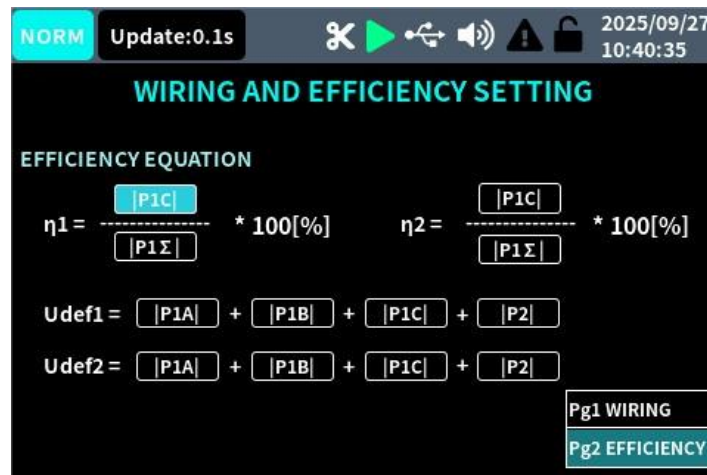 NORM Update:0.1s 2025/09/27
10:40:35
WIRING AND EFFICIENCY SETTING
EFFICIENCY EQUATION
|P1C| |P1C|
η1 = --------------- * 100[%] η2 = --------------- * 100[%]
|P1Σ| |P1Σ|
Udef1 = |P1A| + |P1B| + |P1C| + |P2|
Udef2 = |P1A| + |P1B| + |P1C| + |P2|
Pg1 WIRING
Pg2 EFFICIENCY